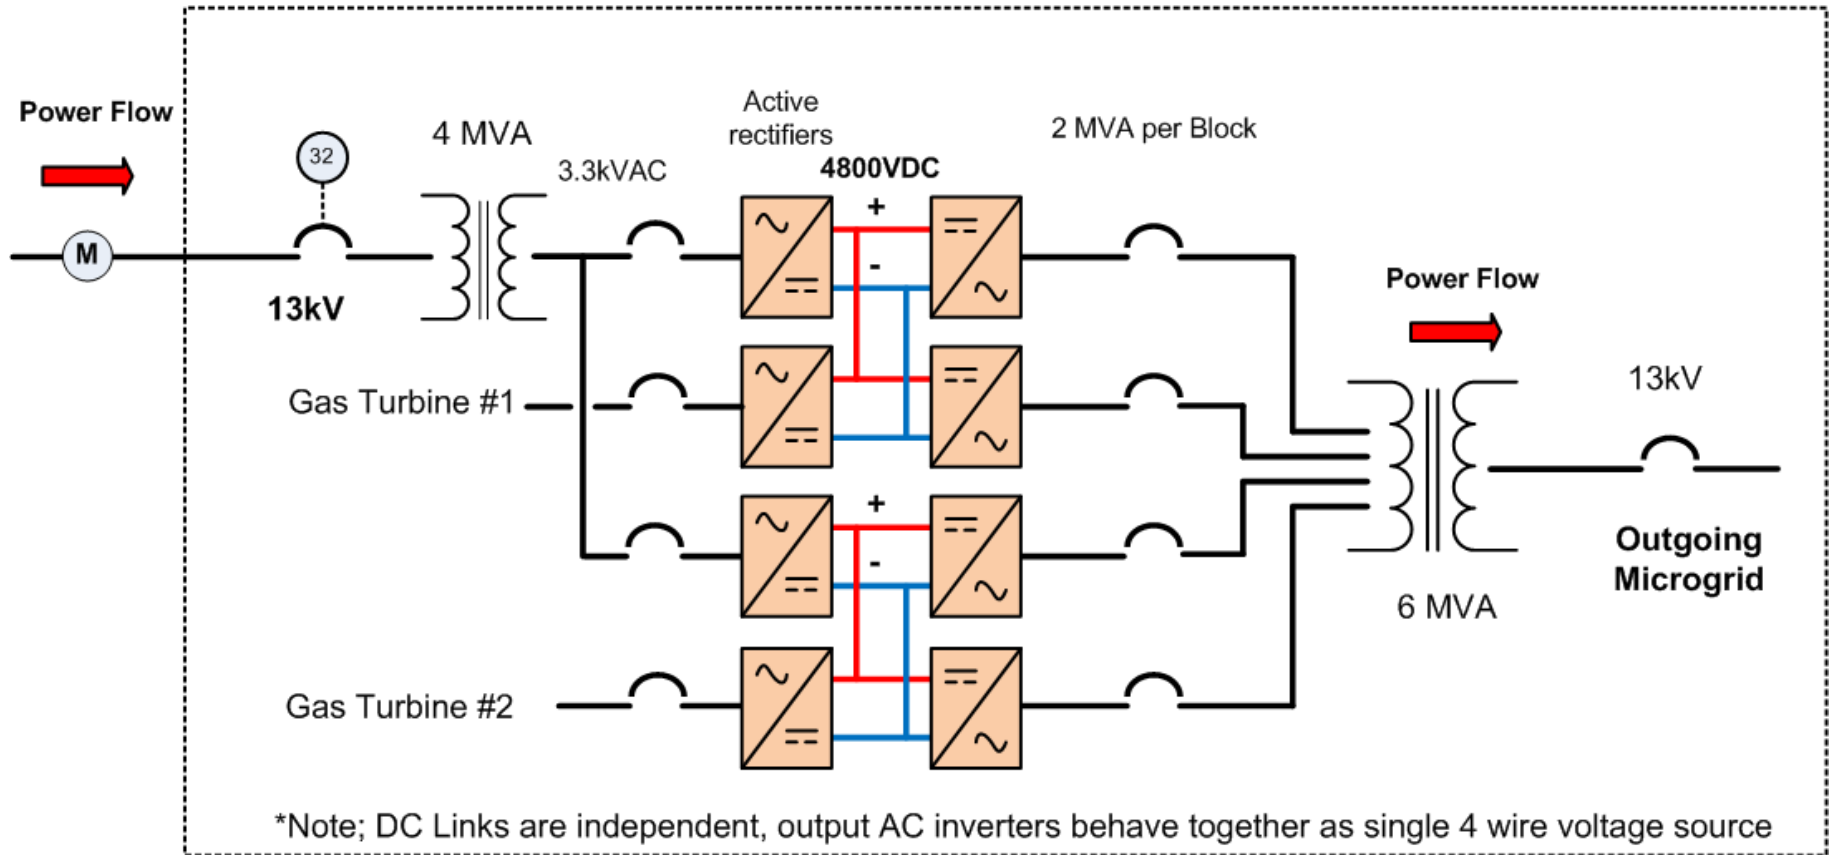 Power Flow
M
32
13kV
4 MVA
3.3kVAC
Active
rectifiers
4800VDC
+
-
2 MVA per Block
Gas Turbine #1
+
-
Gas Turbine #2
Power Flow
13kV
Outgoing
Microgrid
6 MVA
*Note; DC Links are independent, output AC inverters behave together as single 4 wire voltage source